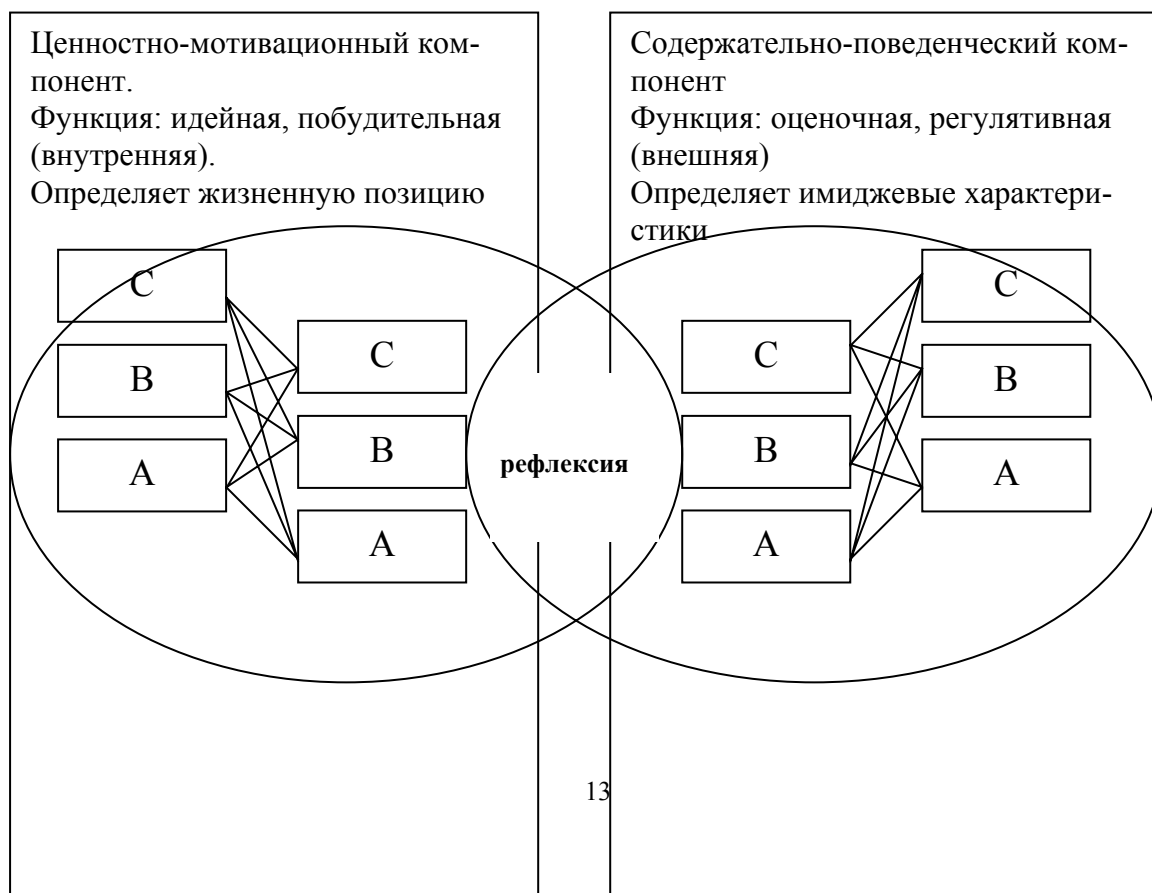 Ценностно-мотивационный ком-
понент.
Функция: идейная, побудительная
(внутренняя).
Определяет жизненную позицию
Содержательно-поведенческий ком-
понент
Функция: оценочная, регулятивная
(внешняя)
Определяет имиджевые характери-
стики
С
В
А
С
В
А
рефлексия
С
В
А
С
В
А
13